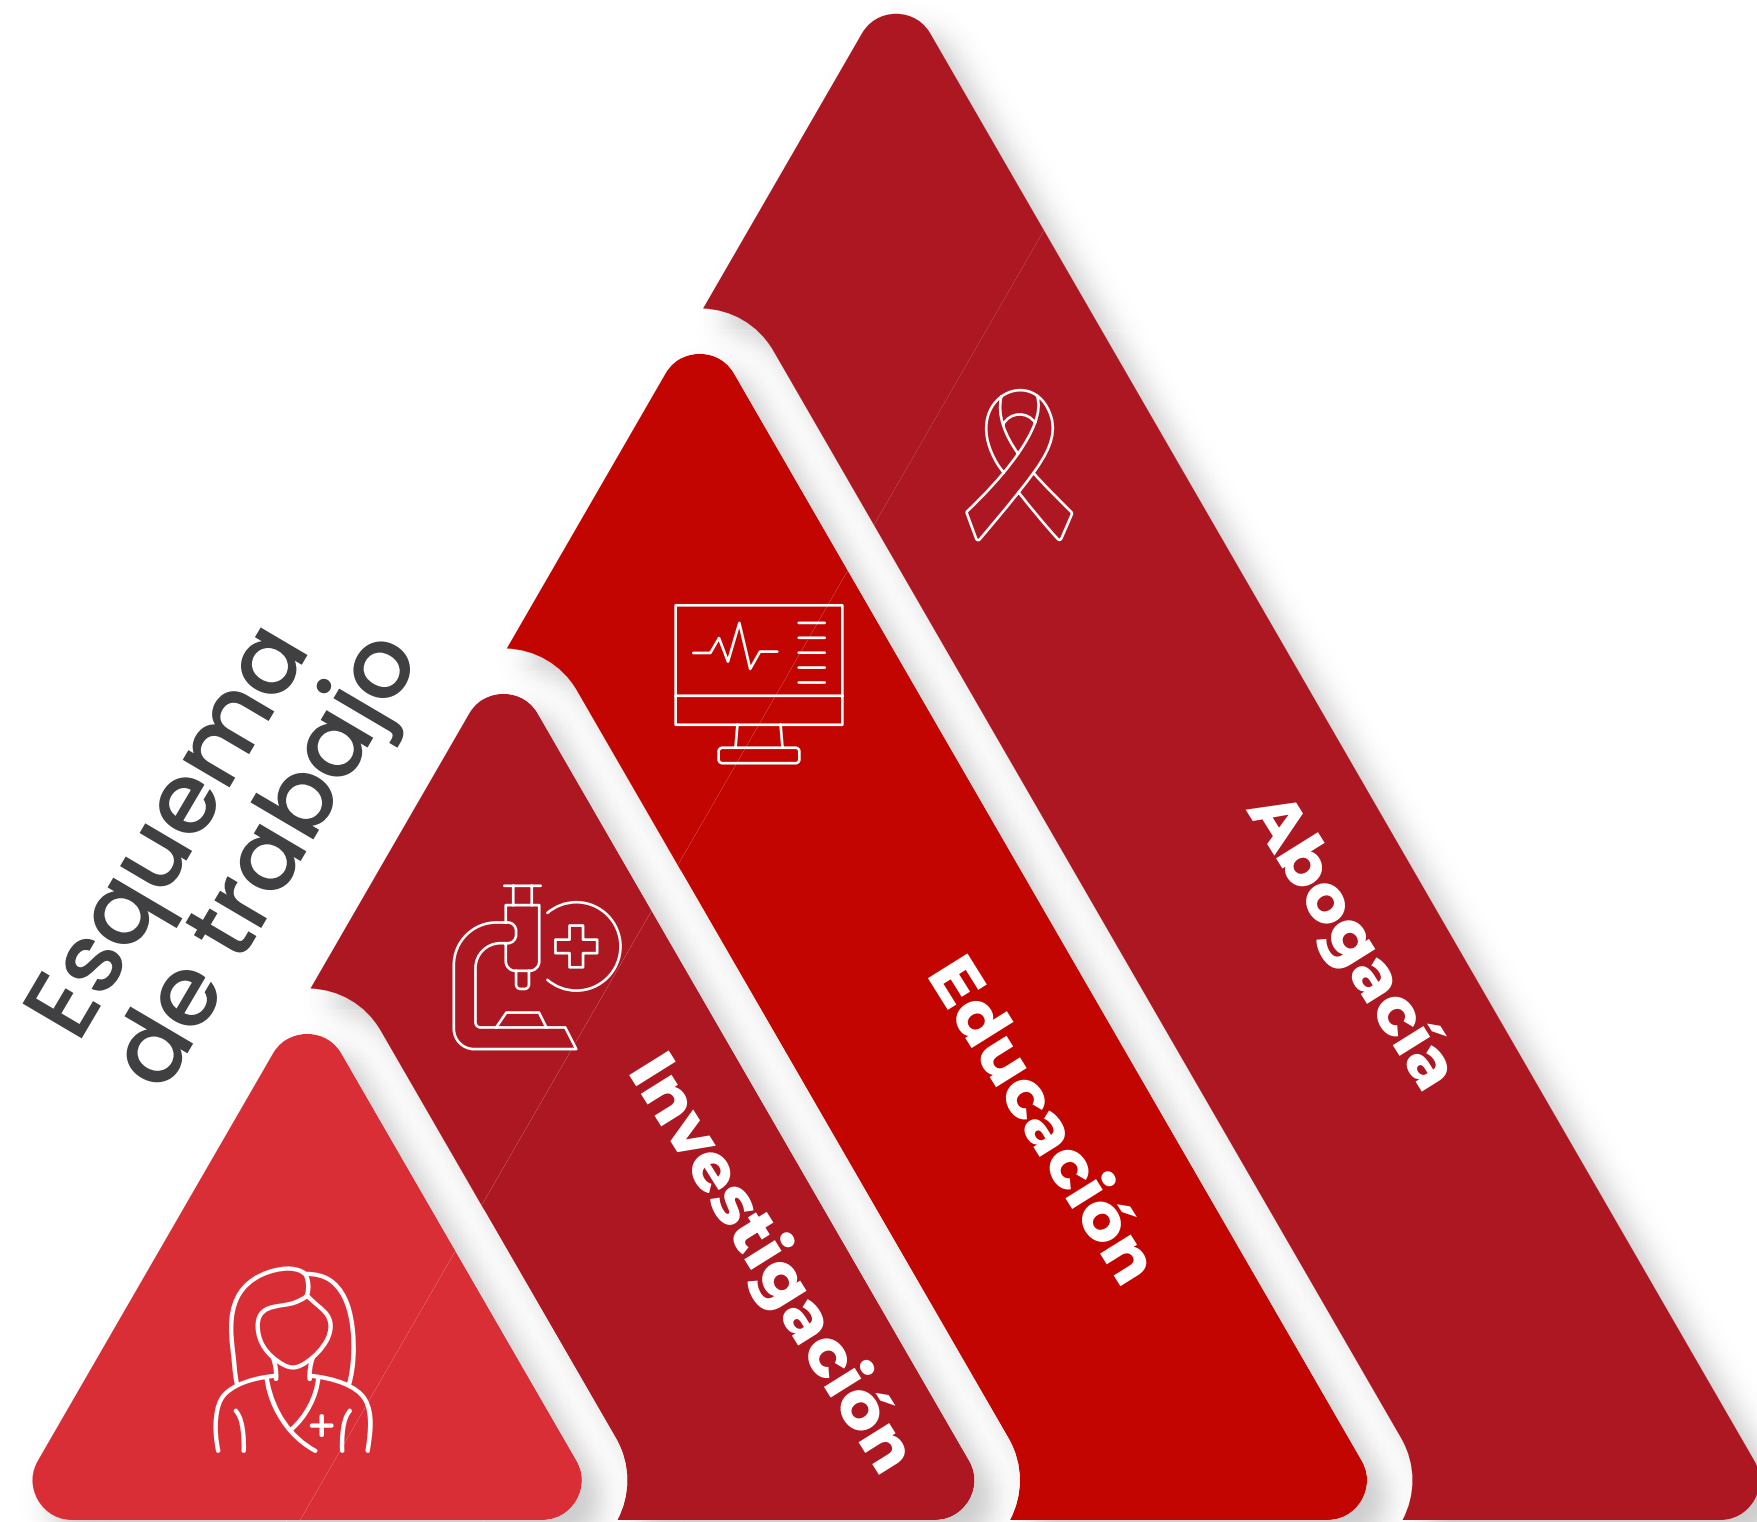 Esquema
de trabajo
Investigación
Educación
Abogacía